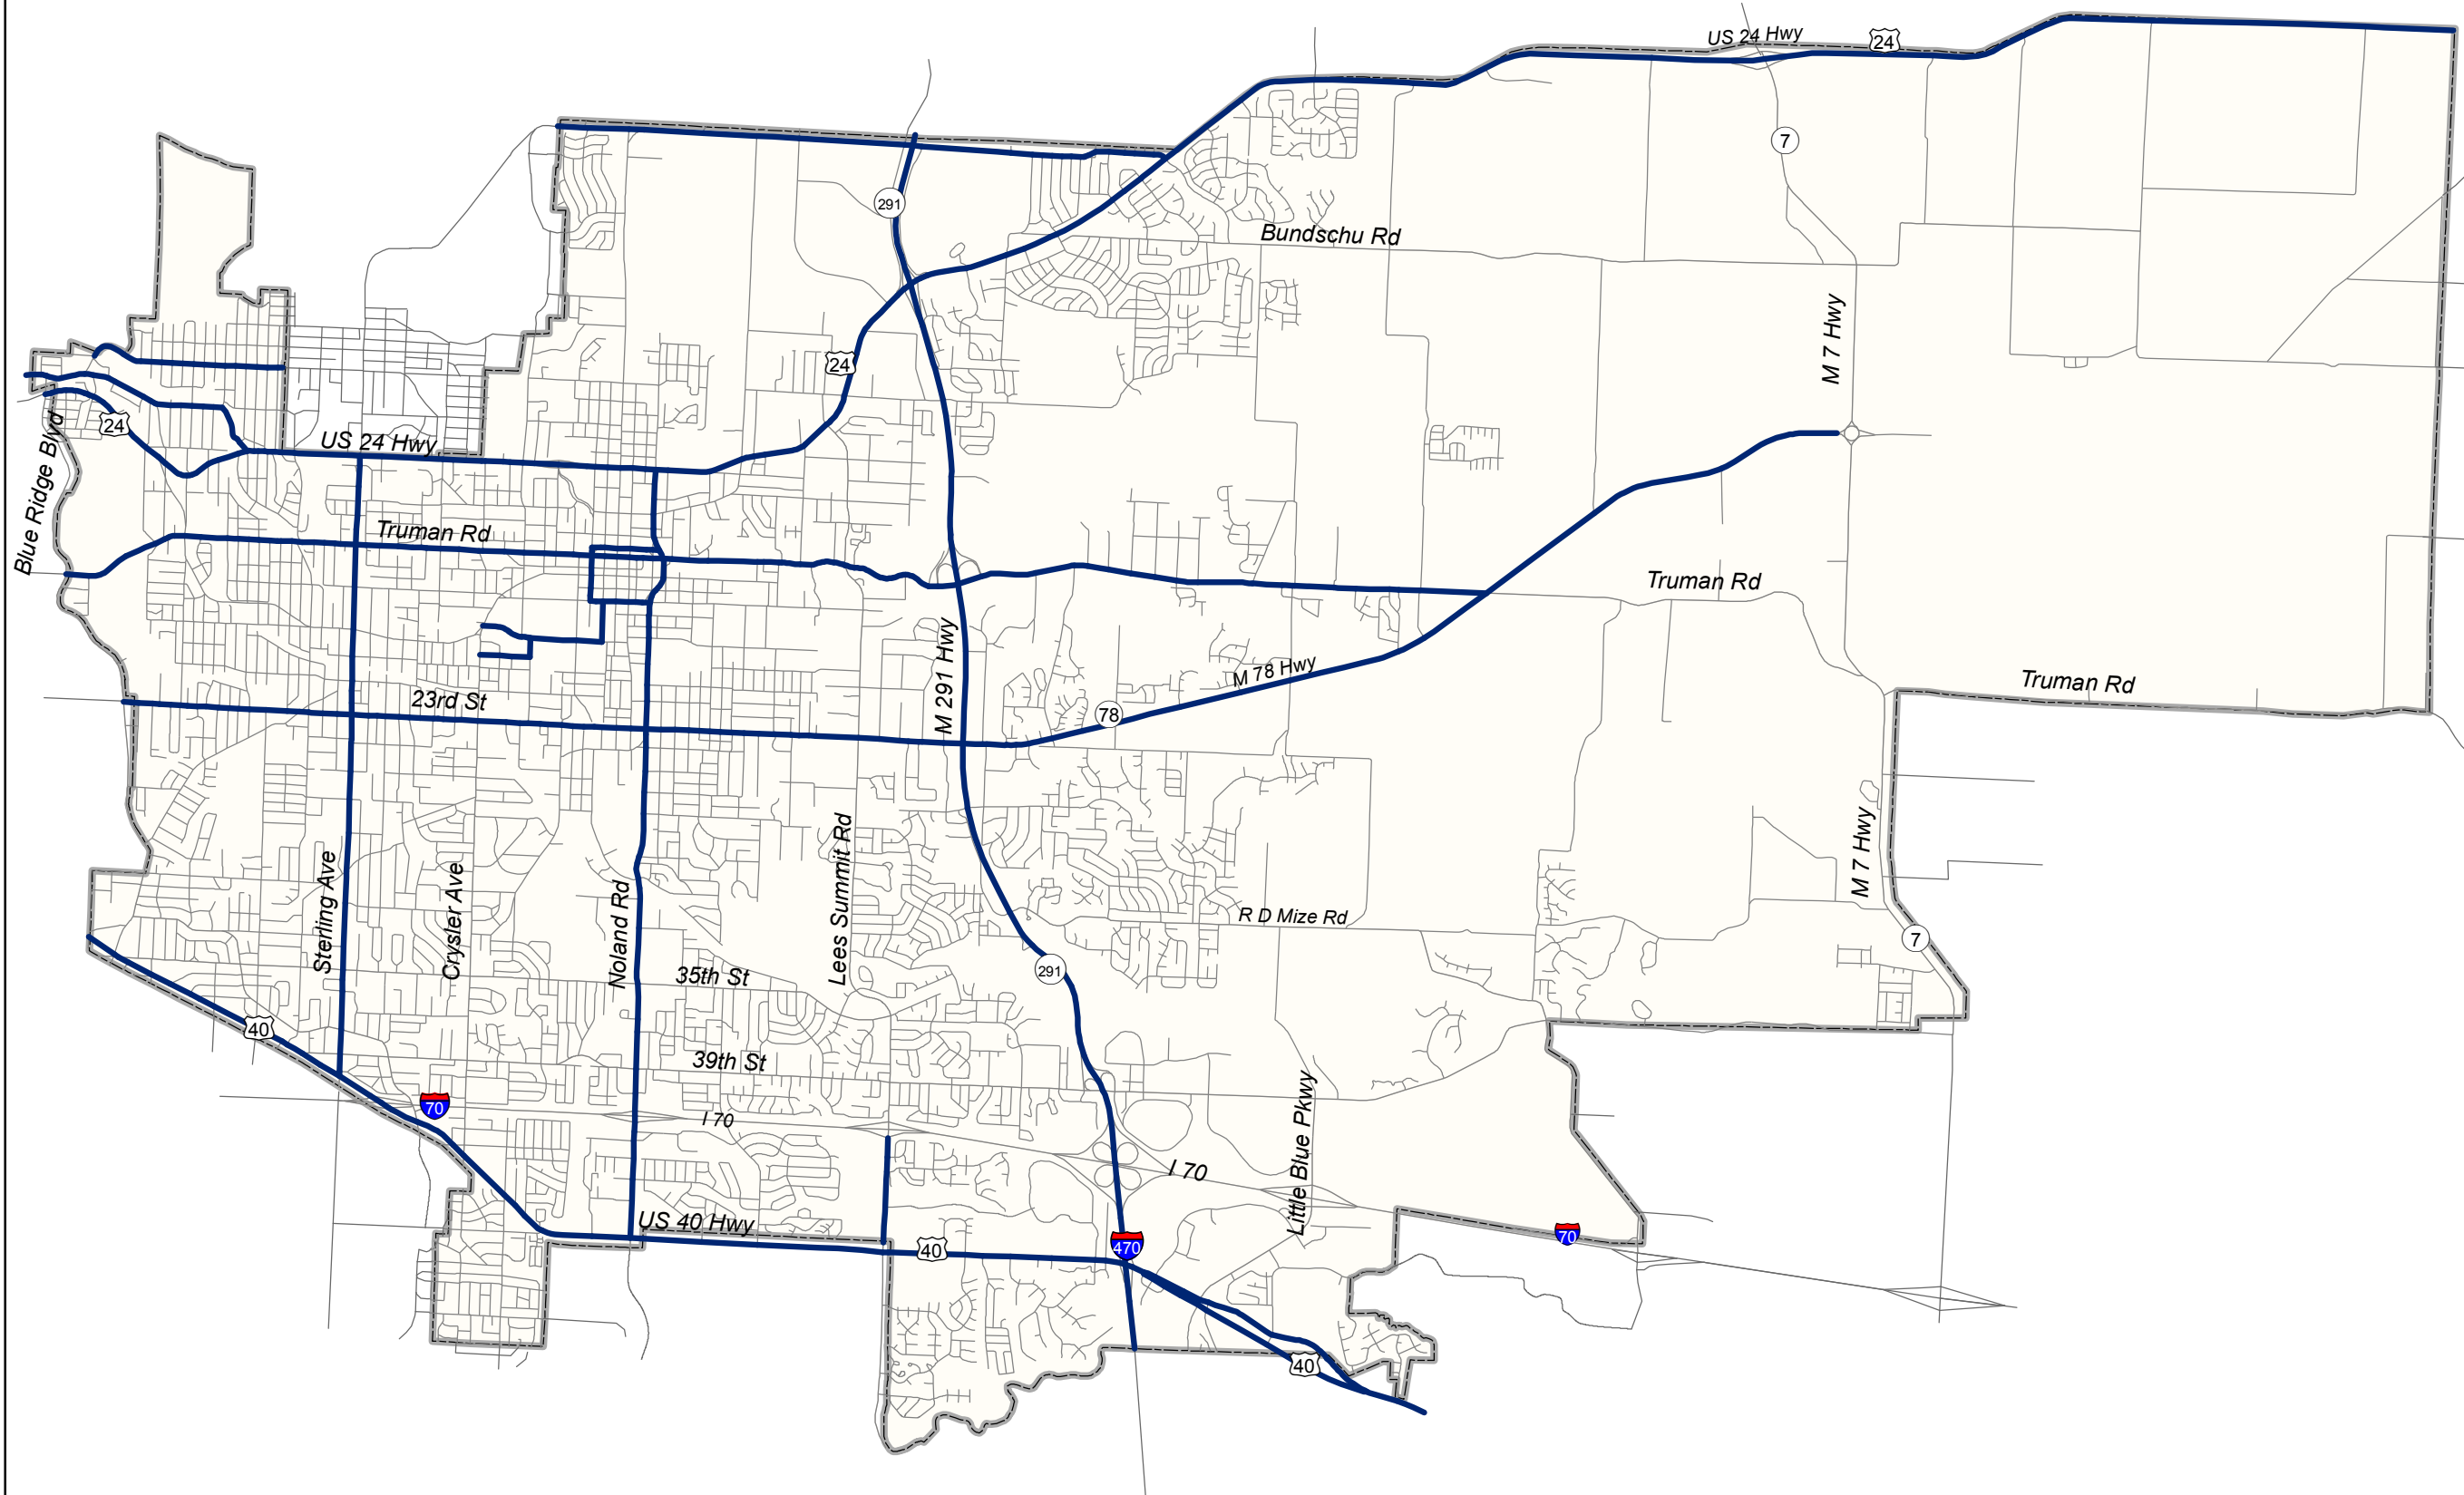 US 24 Hwy
24
7
291
Bundschu Rd
M 7 Hwy
24
24
US 24 Hwy
Blue Ridge Blvd
Truman Rd
Truman Rd
M 291 Hwy
M 78 Hwy
Truman Rd
23rd St
78
Sterling Ave
Crysler Ave
Noland Rd
Lees Summit Rd
M 7 Hwy
R D Mize Rd
7
35th St
291
40
39th St
70
I 70
Little Blue Pkwy
I 70
US 40 Hwy
40
470
70
40